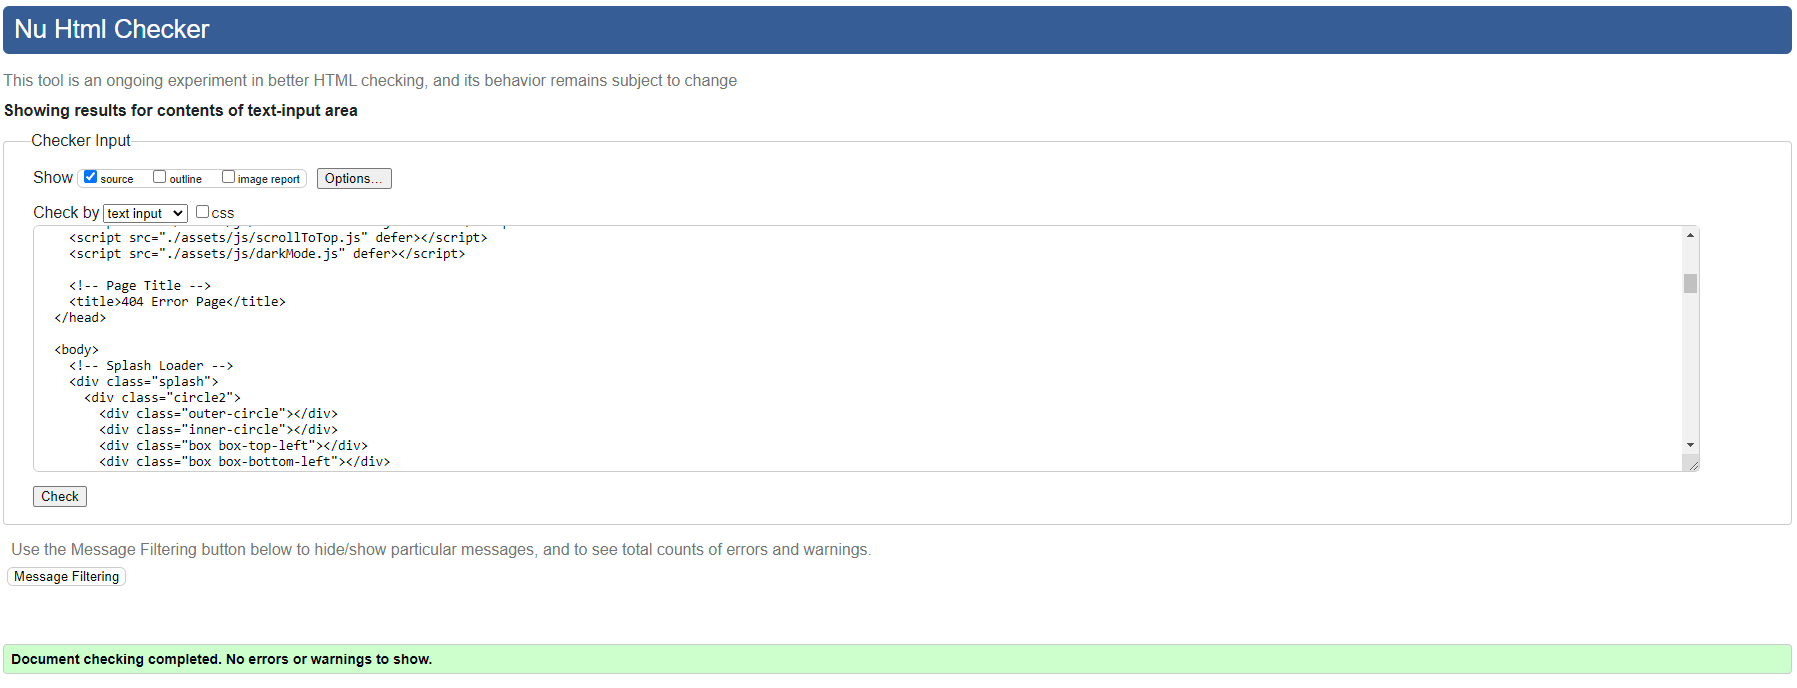 Nu Html Checker
This tool is an ongoing experiment in better HTML checking, and its behavior remains subject to change
Showing results for contents of text-input area
Checker Input
Show source outline image report Options...
Check by text input css
<script src="./assets/js/scrollToTop.js" defer></script>
<script src="./assets/js/darkMode.js" defer></script>
<!-- Page Title -->
<title>404 Error Page</title>
</head>
<body>
<!-- Splash Loader -->
<div class="splash">
<div class="circle2">
<div class="outer-circle"></div>
<div class="inner-circle"></div>
<div class="box box-top-left"></div>
<div class="box box-bottom-left"></div>
Check
Use the Message Filtering button below to hide/show particular messages, and to see total counts of errors and warnings.
Message Filtering
Document checking completed. No errors or warnings to show.